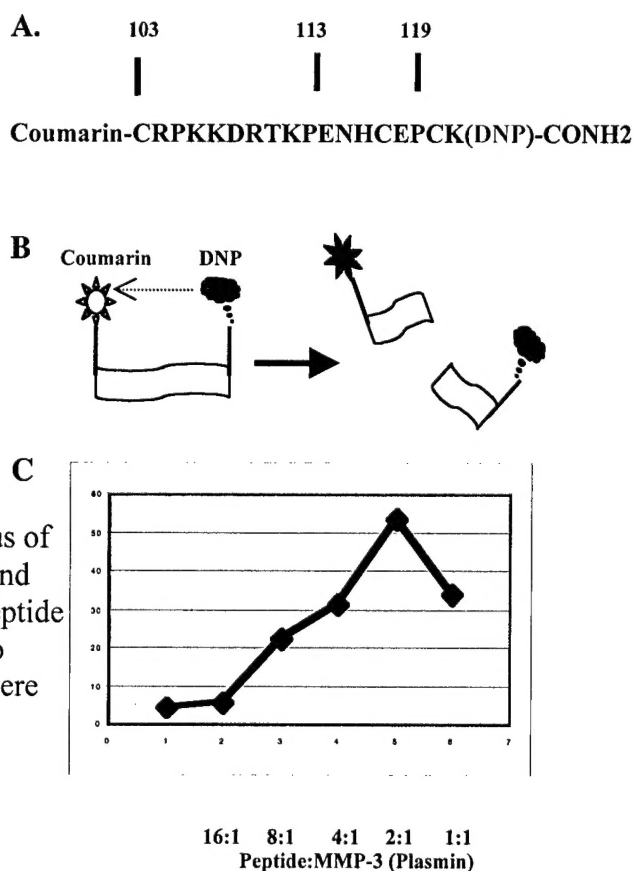 A.
103 113 119
Coumarin-CRPKKDRTKPENHCEPCK(DNP)-CONH2
B
Coumarin DNP
C
us of
nd
eptide
o
ere
60
50
40
30
20
10
0
0 1 2 3 4 5 6 7
16:1 8:1 4:1 2:1 1:1
Peptide:MMP-3 (Plasmin)